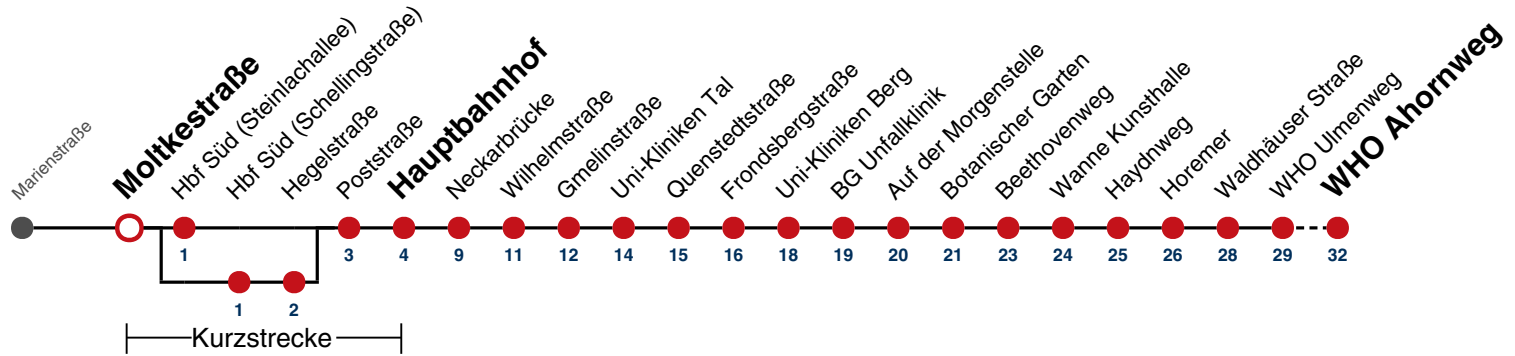 Marienstraße
Moltkestraße
Hbf Süd (Steinlachallee)
Hbf Süd (Schellingstraße)
Hegelstraße
Poststraße
Hauptbahnhof
Neckarbrücke
Wilhelmstraße
Gmelinstraße
Uni-Kliniken Tal
Quenstedtstraße
Frondsbergstraße
Uni-Kliniken Berg
BG Unfallklinik
Auf der Morgenstelle
Botanischer Garten
Beethovenweg
Wanne Kunsthalle
Haydnweg
Horemer
Waldhäuser Straße
WHO Ulmenweg
WHO Ahornweg
1 3 4 9 11 12 14 15 16 18 19 20 21 23 24 25 26 28 29 32
1 2
Kurzstrecke